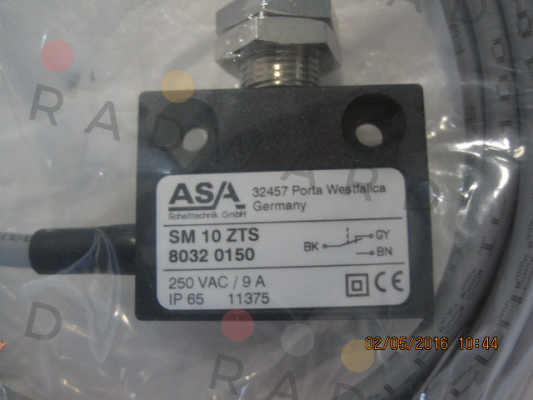 RADWELL
ASA
Schalttechnik GmbH
32457 Porta Westfalica
Germany
SM 10 ZTS
8032 0150
BK
GY
BN
250 VAC / 9 A
IP 65 11375
CE
02/05/2016 10:44